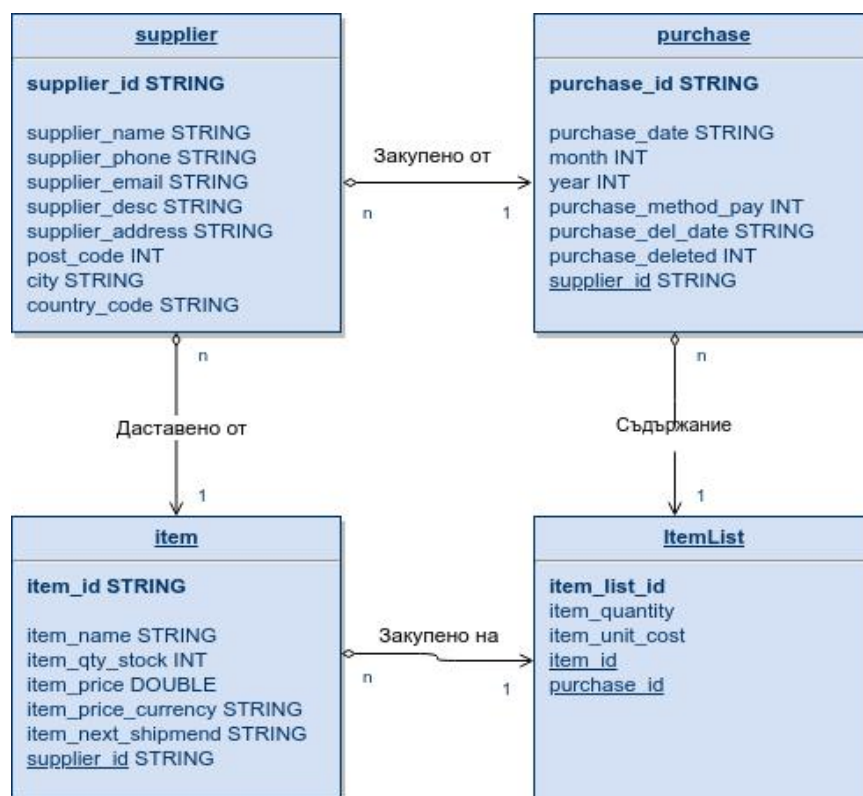 supplier
supplier_id STRING
supplier_name STRING
supplier_phone STRING
supplier_email STRING
supplier_desc STRING
supplier_address STRING
post_code INT
city STRING
country_code STRING
Закупено от
n
1
purchase
purchase_id STRING
purchase_date STRING
month INT
year INT
purchase_method_pay INT
purchase_del_date STRING
purchase_deleted INT
supplier_id STRING
n
Даставено от
1
n
Съдържание
1
item
item_id STRING
item_name STRING
item_qty_stock INT
item_price DOUBLE
item_price_currency STRING
item_next_shipmend STRING
supplier_id STRING
Закупено на
n
1
ItemList
item_list_id
item_quantity
item_unit_cost
item_id
purchase_id